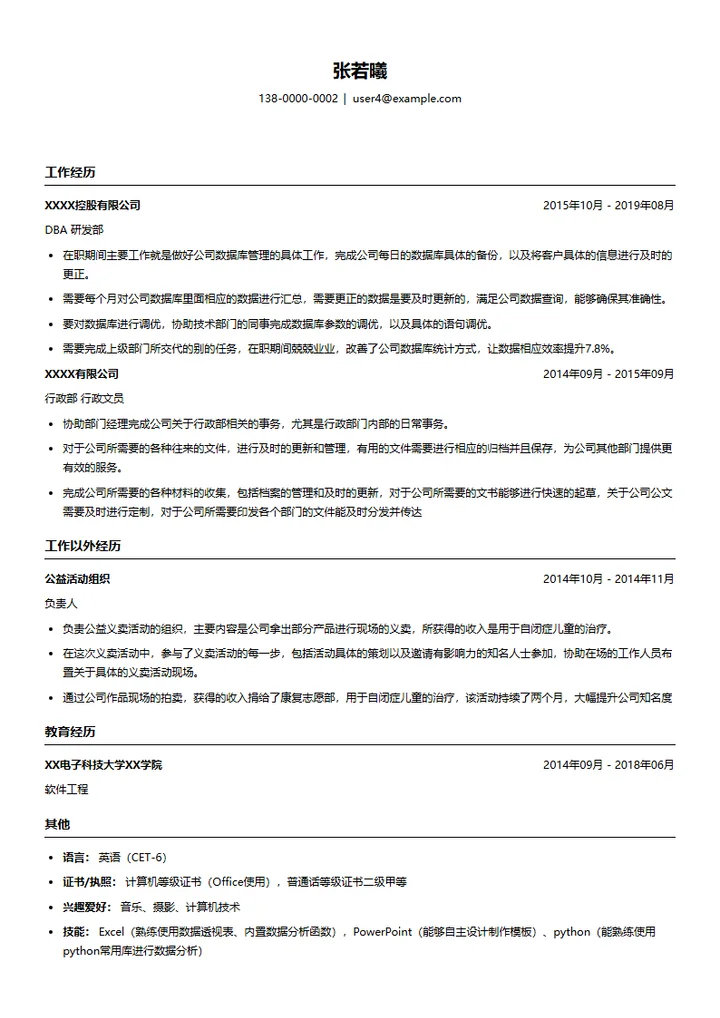 张若曦
138-0000-0002 | user4@example.com
工作经历
XXXX控股有限公司 2015年10月 - 2019年08月
DBA 研发部
• 在职期间主要工作就是做好公司数据库管理的具体工作，完成公司每日的数据库具体的备份，以及将客户具体的信息进行及时的
更正。
• 需要每个月对公司数据库里面相应的数据进行汇总，需要更正的数据是要及时更新的，满足公司数据查询，能够确保其准确性。
• 要对数据库进行调优，协助技术部门的同事完成数据库参数的调优，以及具体的语句调优。
• 需要完成上级部门所交代的别的任务，在职期间兢兢业业，改善了公司数据库统计方式，让数据相应效率提升7.8%。
XXXX有限公司 2014年09月 - 2015年09月
行政部 行政文员
• 协助部门经理完成公司关于行政部相关的事务，尤其是行政部门内部的日常事务。
• 对于公司所需要的各种往来的文件，进行及时的更新和管理，有用的文件需要进行相应的归档并且保存，为公司其他部门提供更
有效的服务。
• 完成公司所需要的各种材料的收集，包括档案的管理和及时的更新，对于公司所需要的文书能够进行快速的起草，关于公司公文
需要及时进行定制，对于公司所需要印发各个部门的文件能及时分发并传达
工作以外经历
公益活动组织 2014年10月 - 2014年11月
负责人
• 负责公益义卖活动的组织，主要内容是公司拿出部分产品进行现场的义卖，所获得的收入是用于自闭症儿童的治疗。
• 在这次义卖活动中，参与了义卖活动的每一步，包括活动具体的策划以及邀请有影响力的知名人士参加，协助在场的工作人员布
置关于具体的义卖活动现场。
• 通过公司作品现场的拍卖，获得的收入捐给了康复志愿部，用于自闭症儿童的治疗，该活动持续了两个月，大幅提升公司知名度
教育经历
XX电子科技大学XX学院 2014年09月 - 2018年06月
软件工程
其他
• 语言： 英语（CET-6）
• 证书/执照： 计算机等级证书（Office使用），普通话等级证书二级甲等
• 兴趣爱好： 音乐、摄影、计算机技术
• 技能： Excel（熟练使用数据透视表、内置数据分析函数），PowerPoint（能够自主设计制作模板）、python（能熟练使用
python常用库进行数据分析）